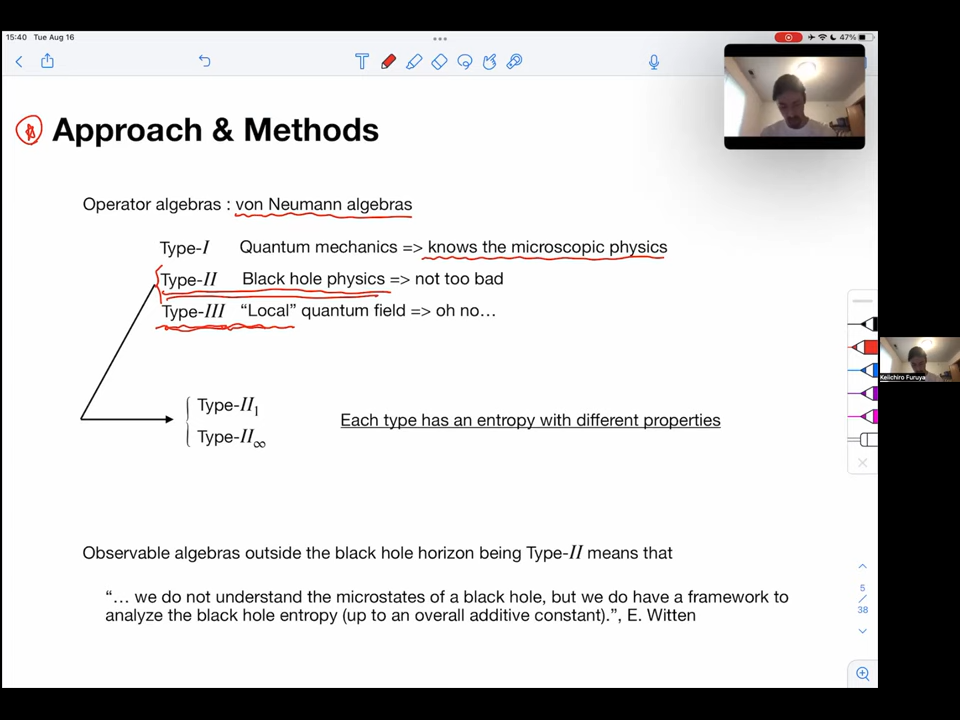 15:40 Tue Aug 16
47%
Approach & Methods
Operator algebras : von Neumann algebras
Type-I Quantum mechanics => knows the microscopic physics
Type-II Black hole physics => not too bad
Type-III “Local” quantum field => oh no…
Type-II₁
Type-II∞
Each type has an entropy with different properties
Observable algebras outside the black hole horizon being Type-II means that
“… we do not understand the microstates of a black hole, but we do have a framework to
analyze the black hole entropy (up to an overall additive constant).”, E. Witten
Keiichiro Furuya
5
/
38